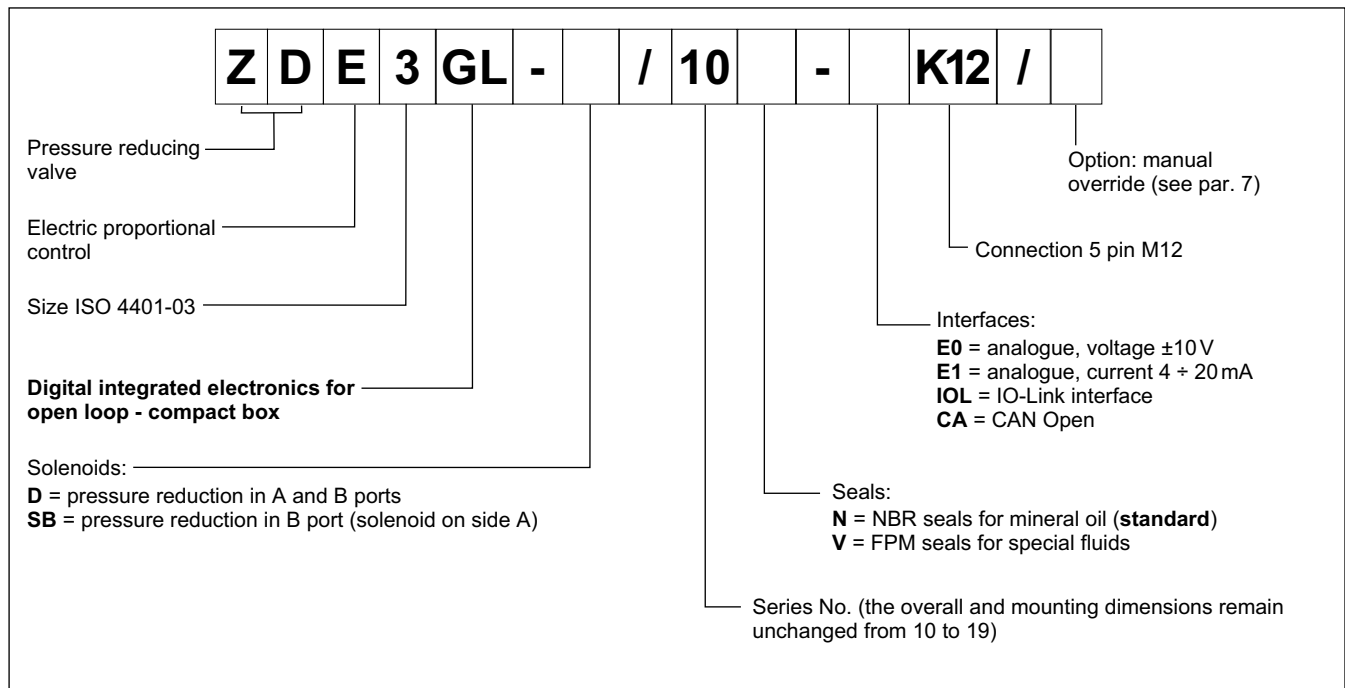 Z D E 3 GL - / 10 - K12 /
Pressure reducing
valve
Electric proportional
control
Size ISO 4401-03
Digital integrated electronics for
open loop - compact box
Solenoids:
D = pressure reduction in A and B ports
SB = pressure reduction in B port (solenoid on side A)
Option: manual
override (see par. 7)
Connection 5 pin M12
Interfaces:
E0 = analogue, voltage ±10 V
E1 = analogue, current 4 ÷ 20 mA
IOL = IO-Link interface
CA = CAN Open
Seals:
N = NBR seals for mineral oil (standard)
V = FPM seals for special fluids
Series No. (the overall and mounting dimensions remain
unchanged from 10 to 19)